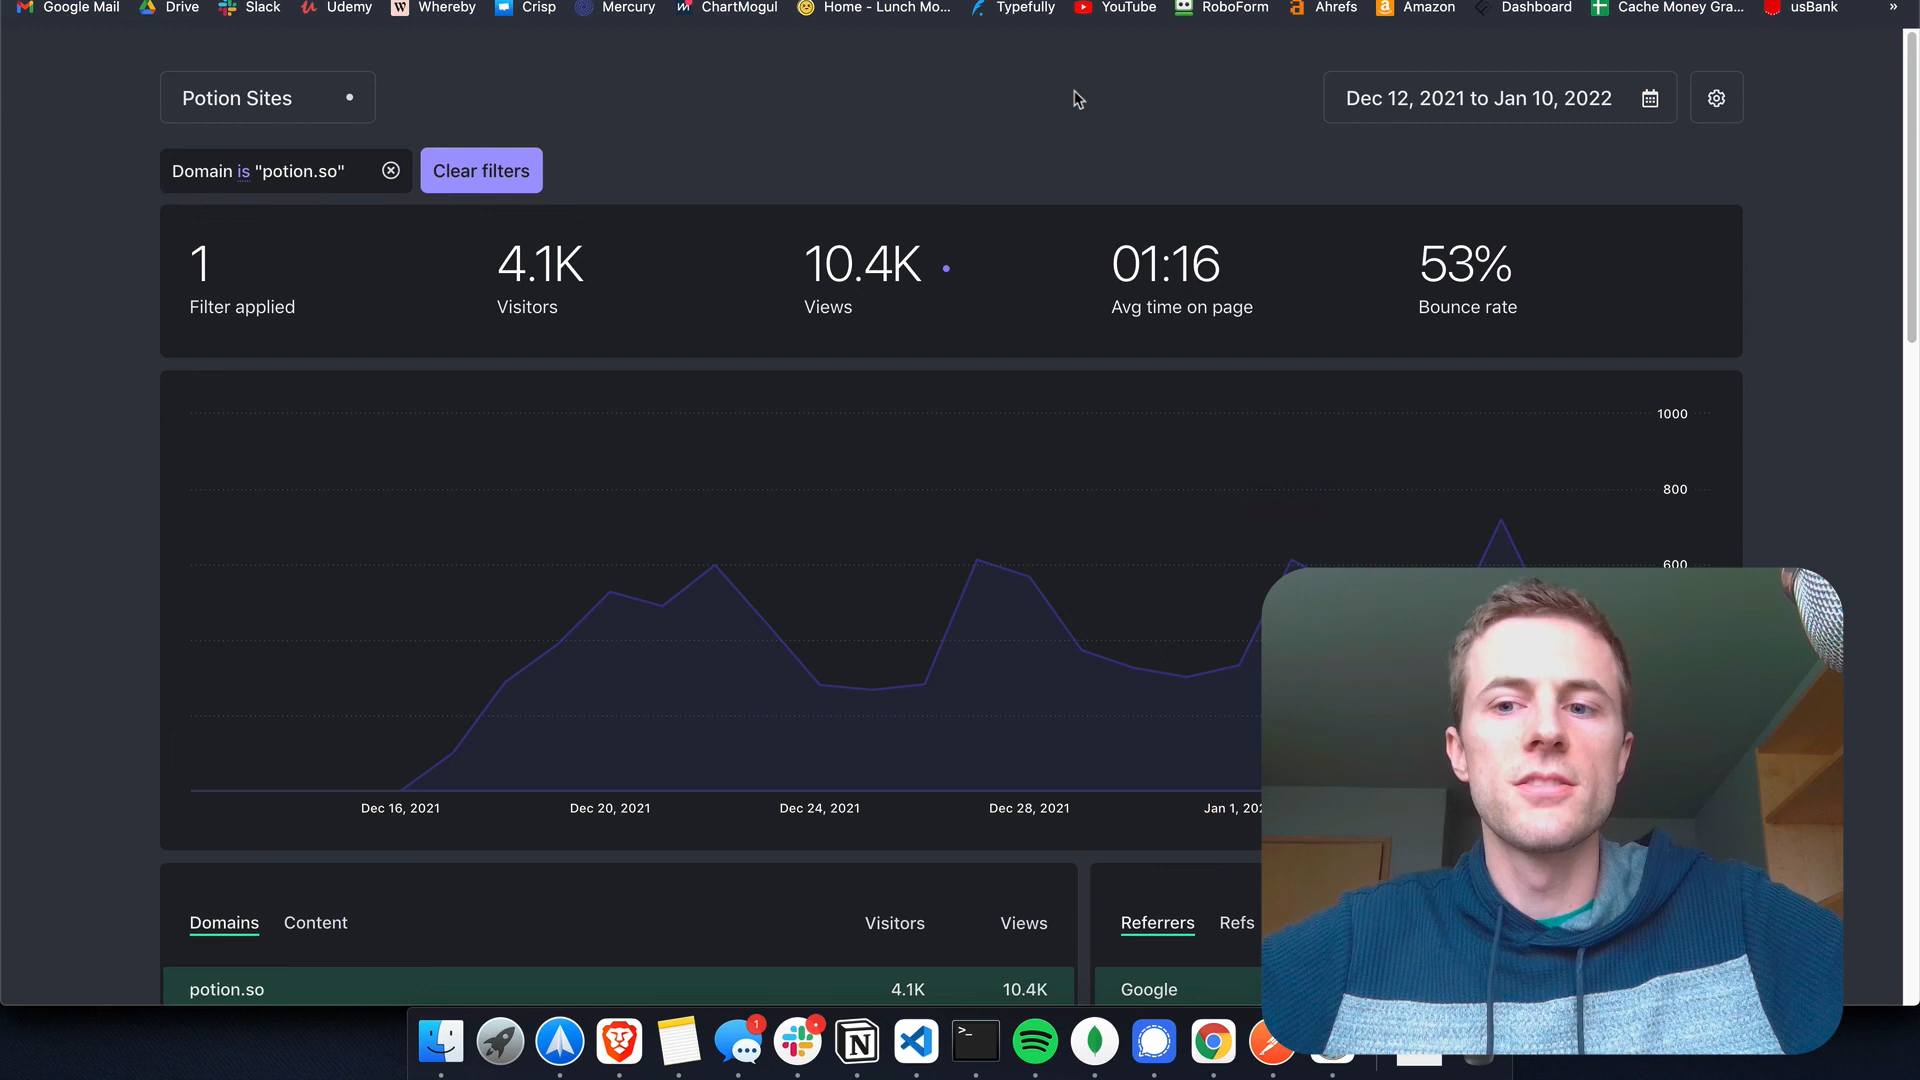 Google Mail Drive Slack Udemy Whereby Crisp Mercury ChartMogul Home - Lunch Mo... Typefully YouTube RoboForm Ahrefs Amazon Dashboard Cache Money Gra... usBank »
Potion Sites
Dec 12, 2021 to Jan 10, 2022
Domain is "potion.so"
Clear filters
1 4.1K 10.4K 01:16 53%
Filter applied Visitors Views Avg time on page Bounce rate
1000
800
600
Dec 16, 2021 Dec 20, 2021 Dec 24, 2021 Dec 28, 2021 Jan 1, 202
Domains Content Visitors Views
Referrers Refs
potion.so 4.1K 10.4K
Google
1